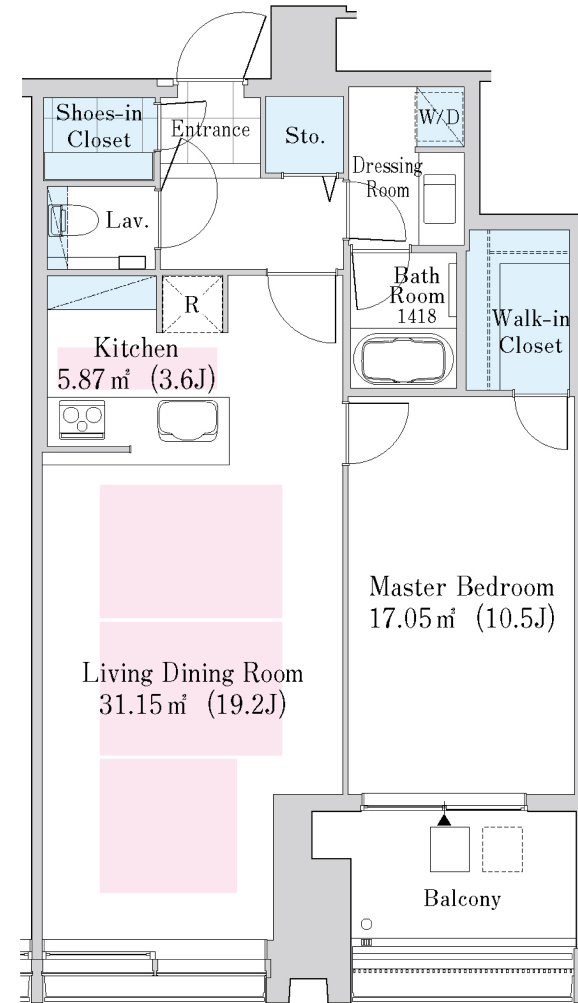 Shoes-in
Closet
Entrance
Sto.
W/D
Dressing
Room
Lav.
R
Bath
Room
1418
Walk-in
Closet
Kitchen
5.87㎡ (3.6J)
Master Bedroom
17.05㎡ (10.5J)
Living Dining Room
31.15㎡ (19.2J)
Balcony